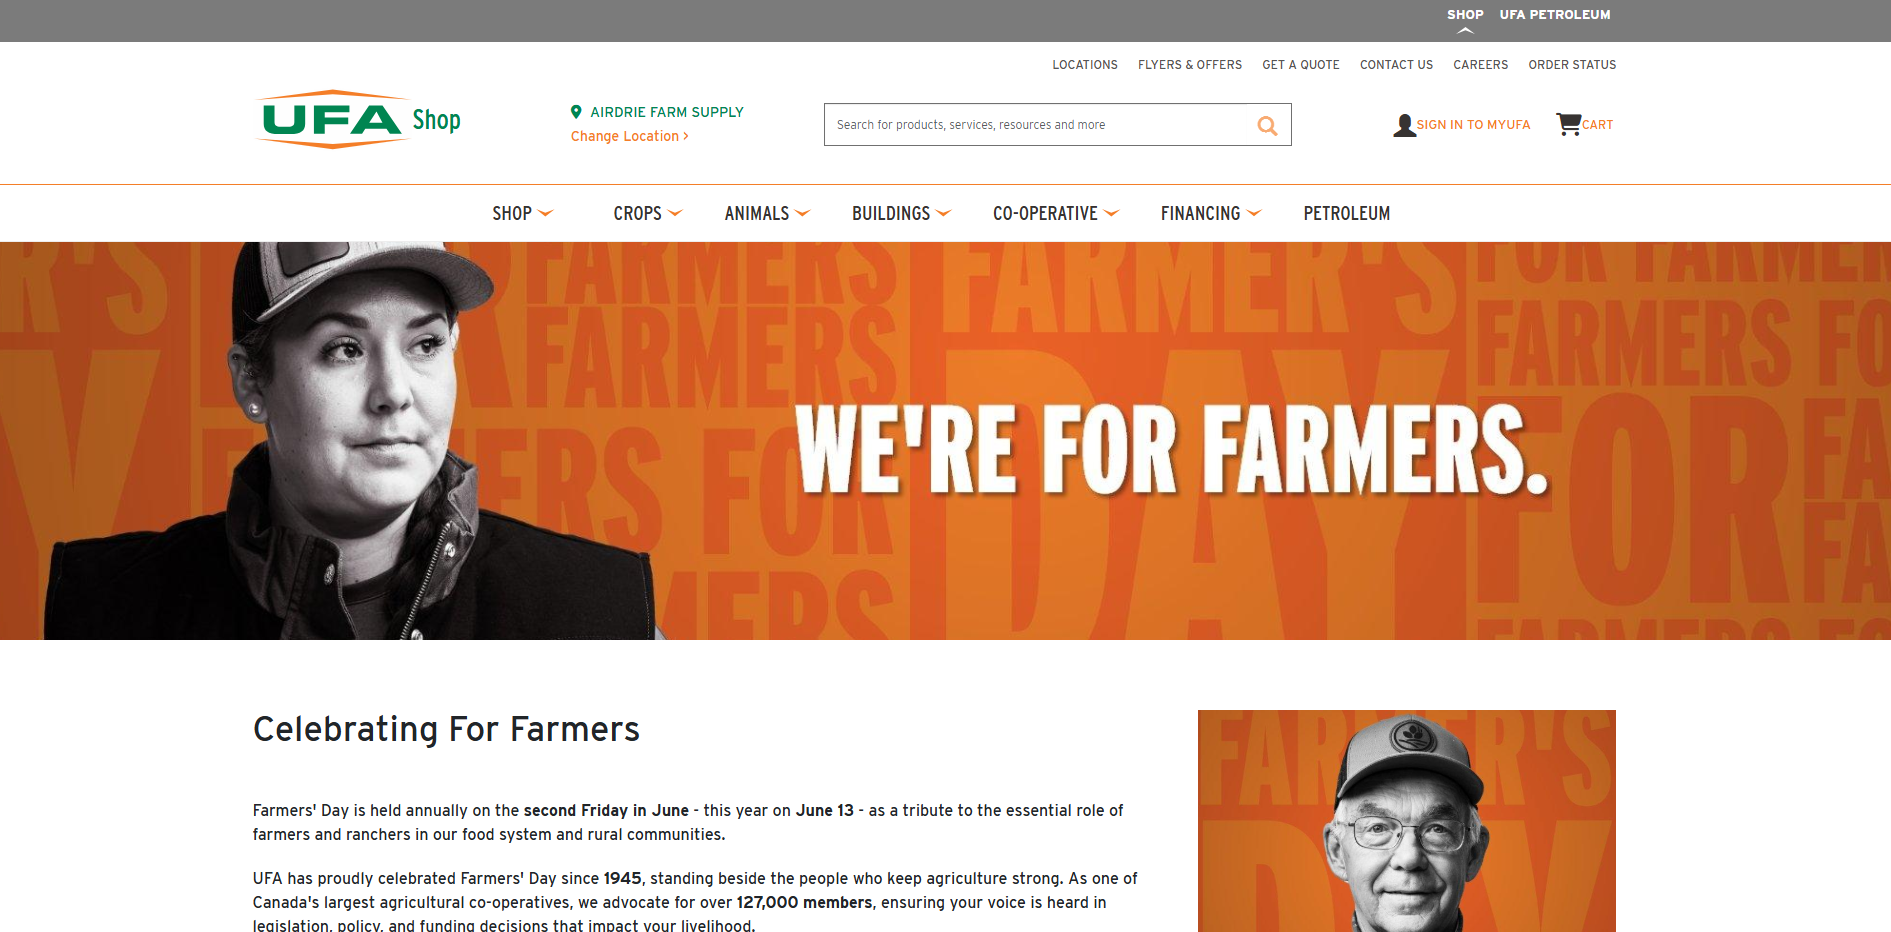 SHOP UFA PETROLEUM
LOCATIONS FLYERS & OFFERS GET A QUOTE CONTACT US CAREERS ORDER STATUS
UFA Shop
AIRDRIE FARM SUPPLY
Change Location >
Search for products, services, resources and more
SIGN IN TO MYUFA CART
SHOP CROPS ANIMALS BUILDINGS CO-OPERATIVE FINANCING PETROLEUM
WE'RE FOR FARMERS.
FARMERS
FARMERS
FARMER'S
DAY
FOR FARMERS
FARMERS FO
FOR
Celebrating For Farmers
Farmers' Day is held annually on the second Friday in June - this year on June 13 - as a tribute to the essential role of
farmers and ranchers in our food system and rural communities.
UFA has proudly celebrated Farmers' Day since 1945, standing beside the people who keep agriculture strong. As one of
Canada's largest agricultural co-operatives, we advocate for over 127,000 members, ensuring your voice is heard in
legislation, policy, and funding decisions that impact your livelihood.